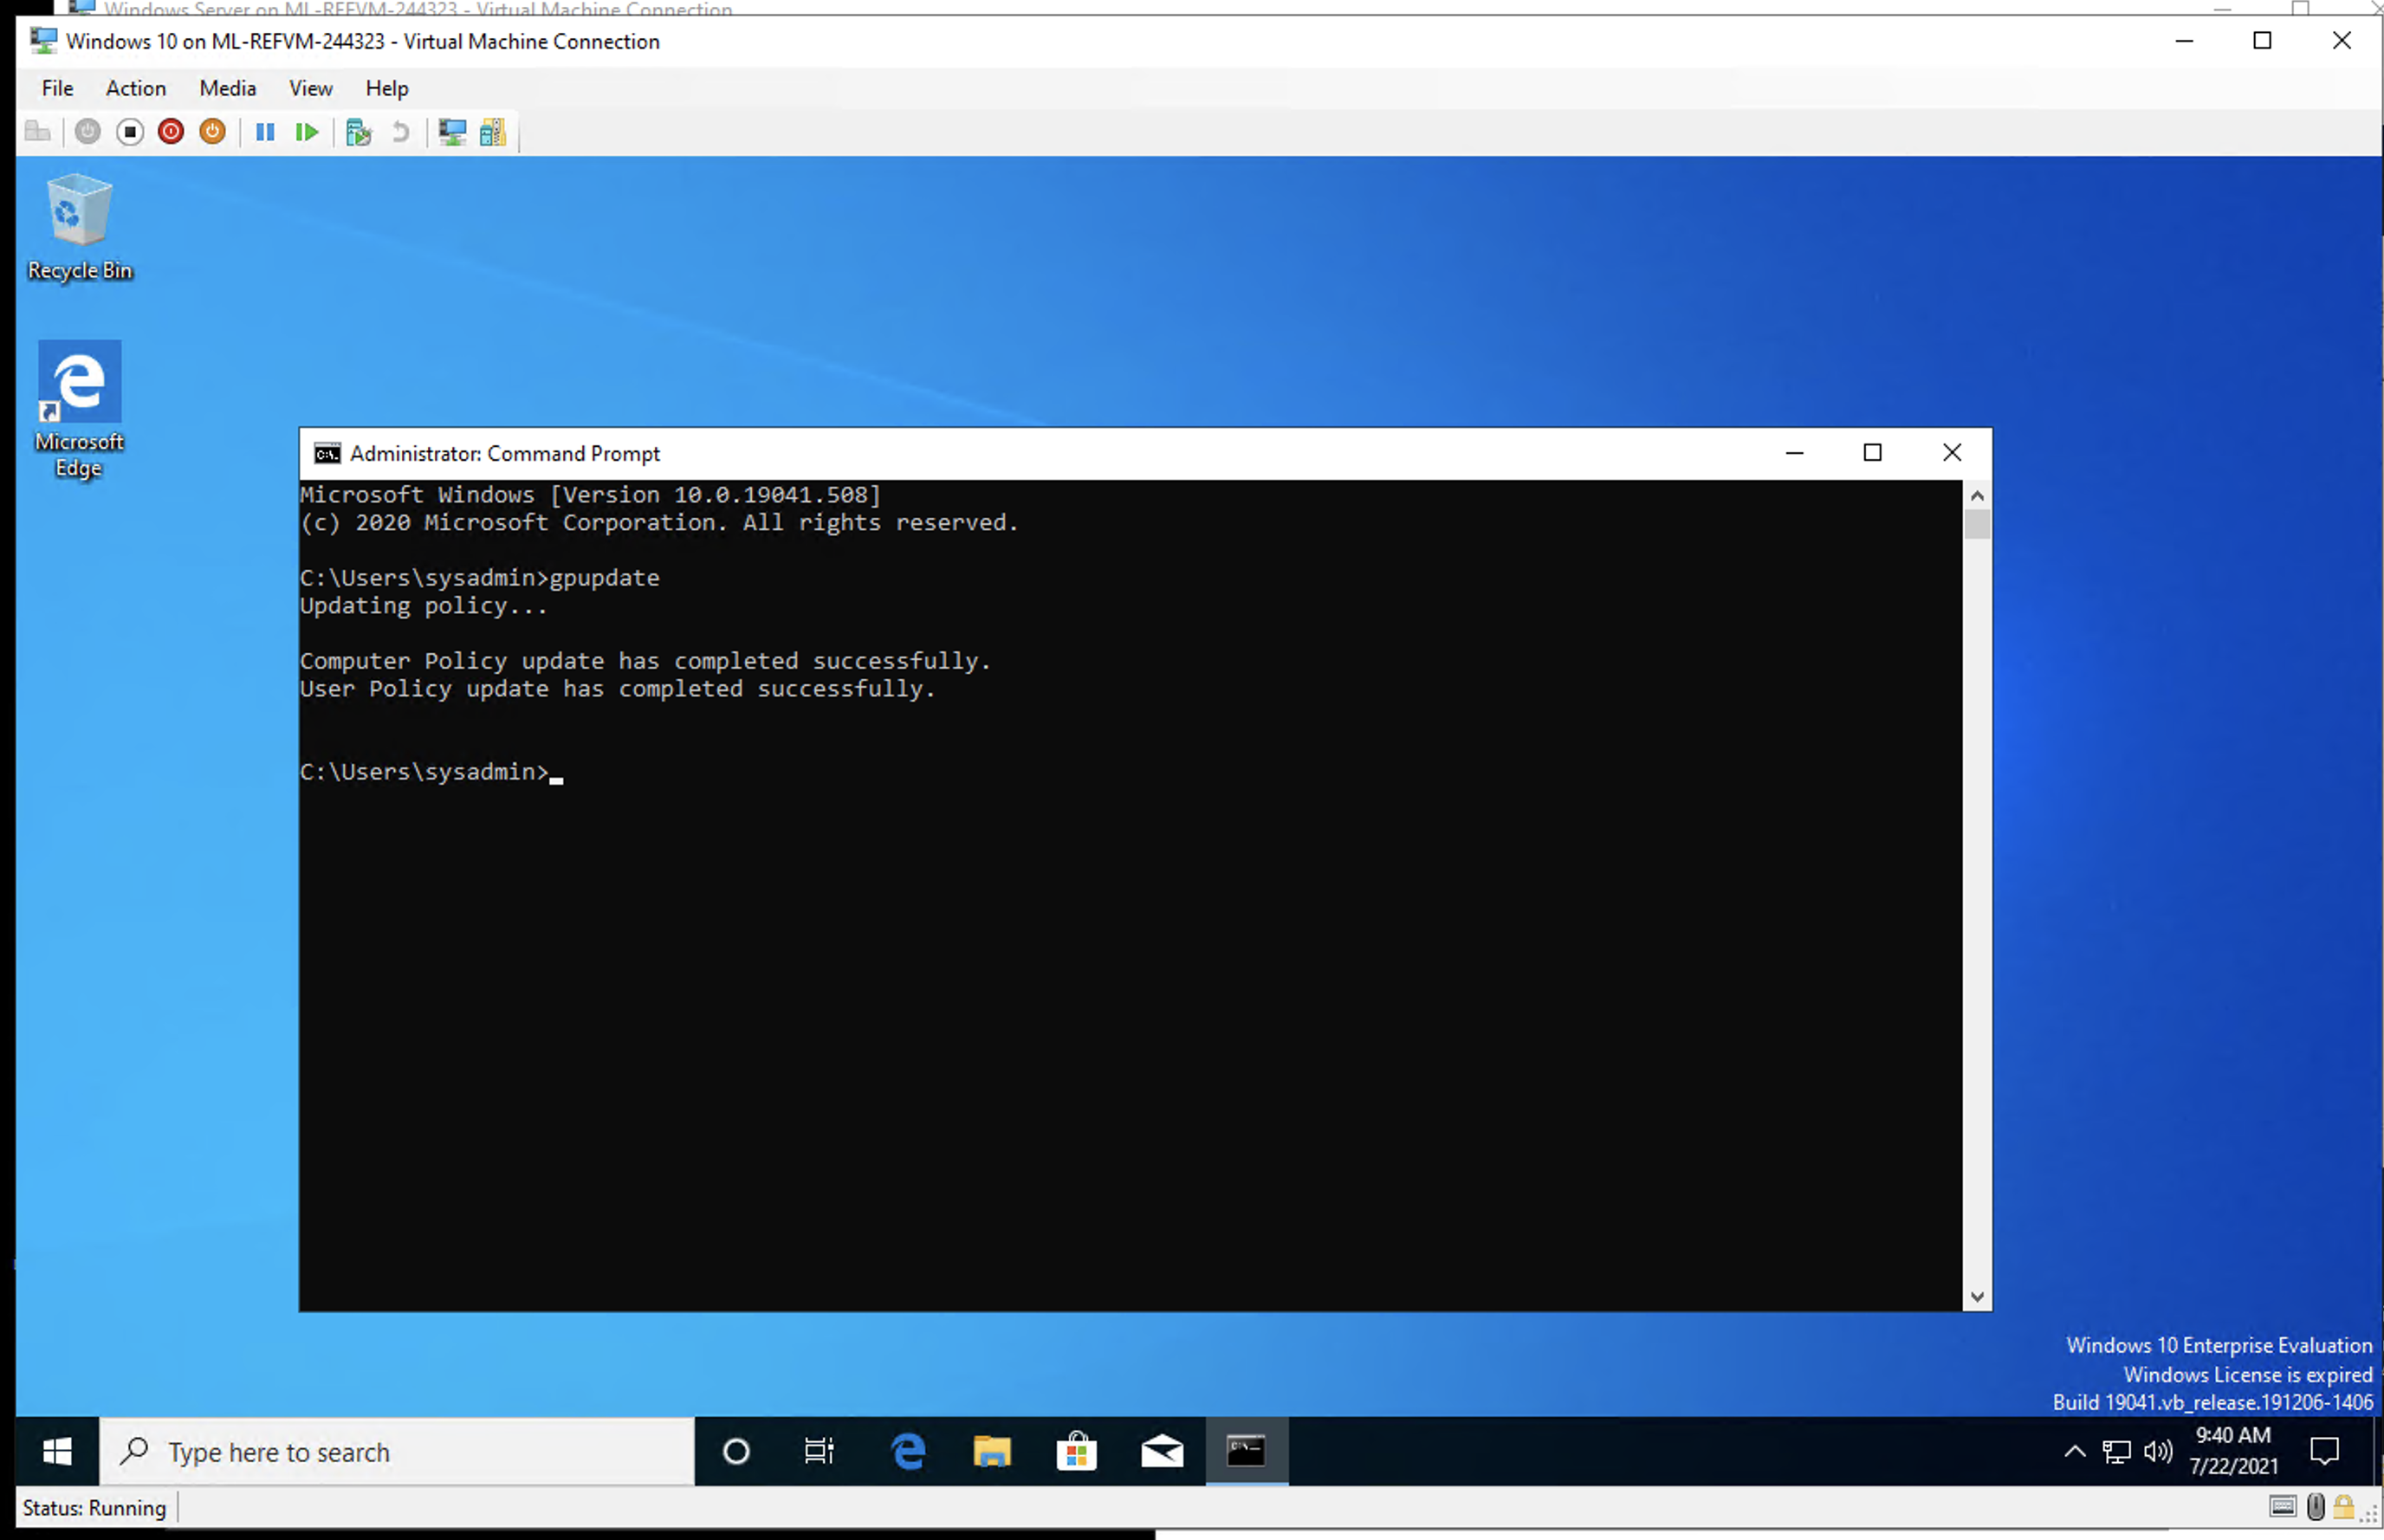 Windows Server on ML-REFVM-244323 - Virtual Machine Connection
Windows 10 on ML-REFVM-244323 - Virtual Machine Connection
File Action Media View Help
Recycle Bin
Microsoft
Edge
Administrator: Command Prompt
Microsoft Windows [Version 10.0.19041.508]
(c) 2020 Microsoft Corporation. All rights reserved.
C:\Users\sysadmin>gpupdate
Updating policy...
Computer Policy update has completed successfully.
User Policy update has completed successfully.
C:\Users\sysadmin>
Windows 10 Enterprise Evaluation
Windows License is expired
Build 19041.vb_release.191206-1406
Type here to search
9:40 AM
7/22/2021
Status: Running